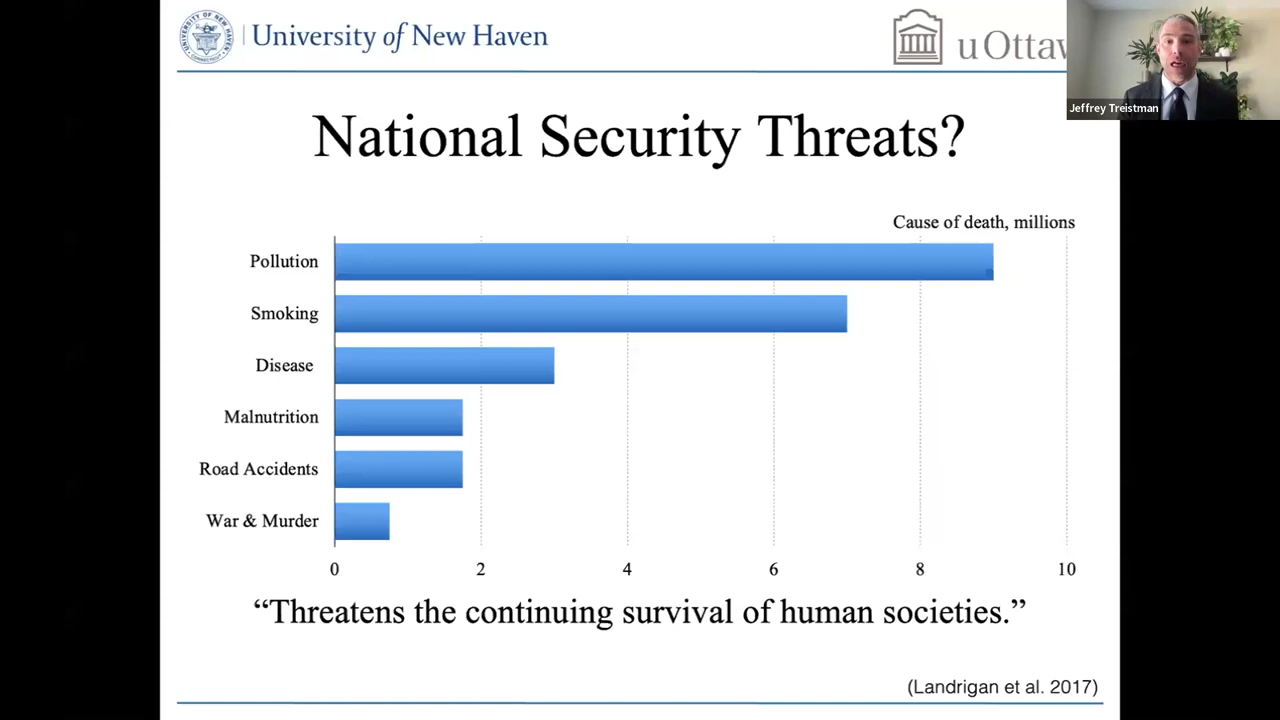 University of New Haven
uOttaw
Jeffrey Treistman
National Security Threats?
Cause of death, millions
Pollution
Smoking
Disease
Malnutrition
Road Accidents
War & Murder
0 2 4 6 8 10
“Threatens the continuing survival of human societies.”
(Landrigan et al. 2017)